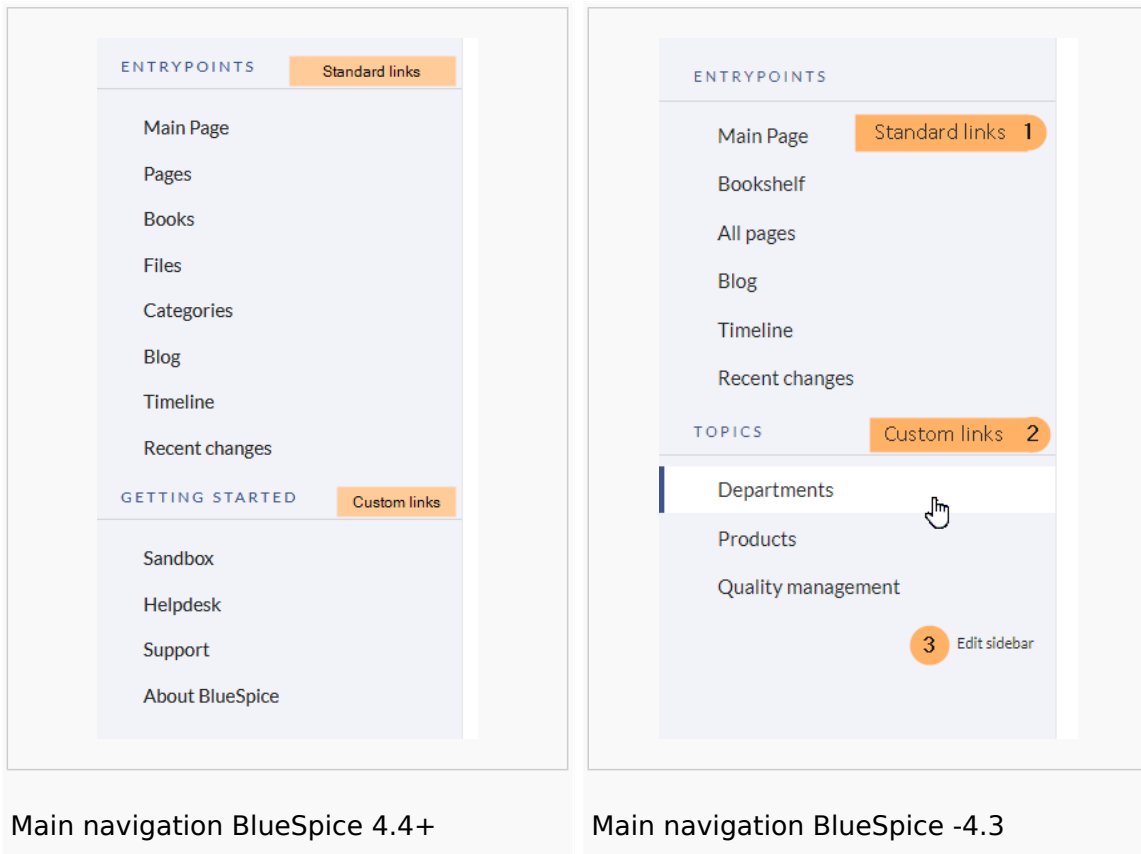 ENTRYPOINTS
Standard links
Main Page
Pages
Books
Files
Categories
Blog
Timeline
Recent changes
GETTING STARTED
Custom links
Sandbox
Helpdesk
Support
About BlueSpice
Main navigation BlueSpice 4.4+
ENTRYPOINTS
Main Page
Standard links 1
Bookshelf
All pages
Blog
Timeline
Recent changes
TOPICS
Custom links 2
Departments
Products
Quality management
3 Edit sidebar
Main navigation BlueSpice -4.3